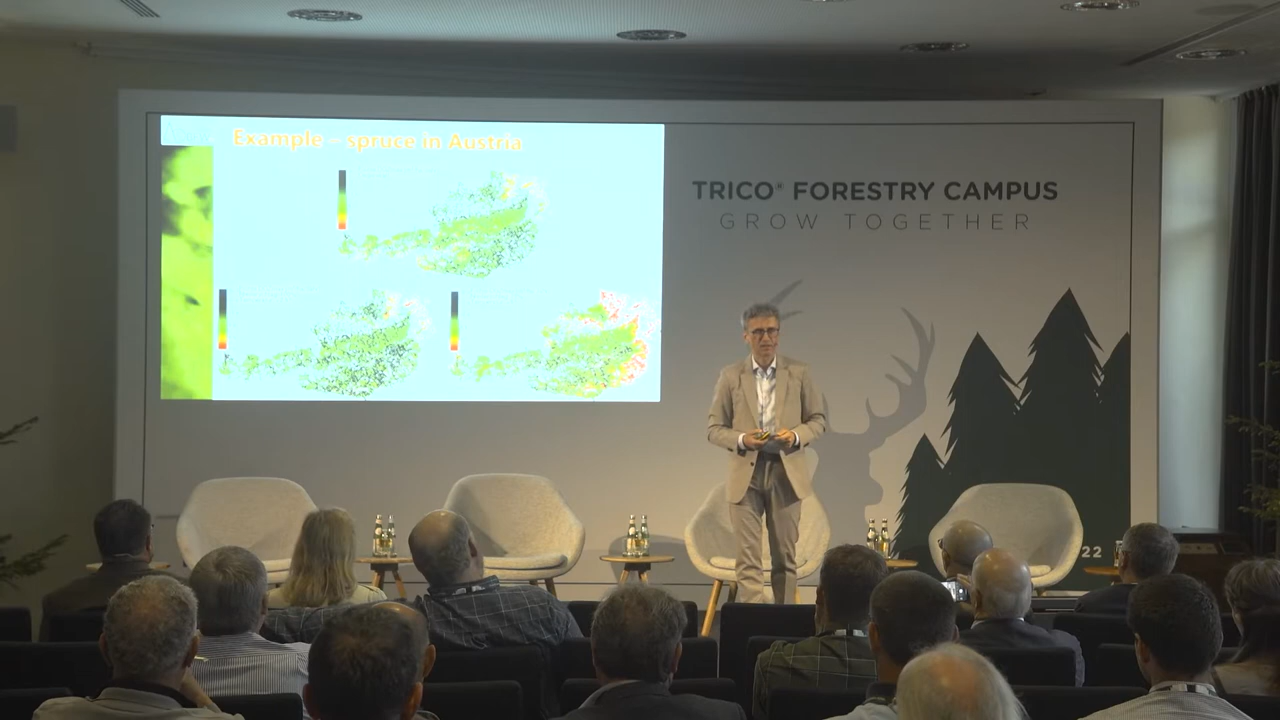 Example - spruce in Austria
TRICO® FORESTRY CAMPUS
GROW TOGETHER
22